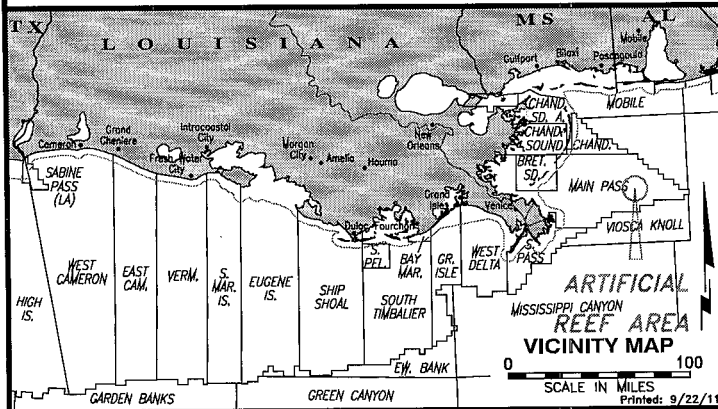 TX
LOUISIANA
MS
AL
Mobile
Biloxi
Gulfport
Pascagoula
MOBILE
CHAND.
SD. A.
CHAND.
SOUND
CHAND.
BRET.
SD.
New
Orleans
Intracoastal
City
Grand
Cheniere
Cameron
Fresh Water
City
Morgan
City
Amelia
Houma
SABINE
PASS
(LA)
Grand
Isle
Venice
MAIN PASS
VIOSCA KNOLL
Dulac
Fourchon
S.
PEL.
BAY
MAR.
GR.
ISLE
WEST
DELTA
S.
PASS
WEST
CAMERON
EAST
CAM.
VERM.
S.
MAR.
IS.
EUGENE
IS.
SHIP
SHOAL
SOUTH
TIMBALIER
HIGH
IS.
ARTIFICIAL
MISSISSIPPI CANYON
REEF AREA
VICINITY MAP
EW. BANK
0
100
SCALE IN MILES
GARDEN BANKS
GREEN CANYON
Printed: 9/22/11